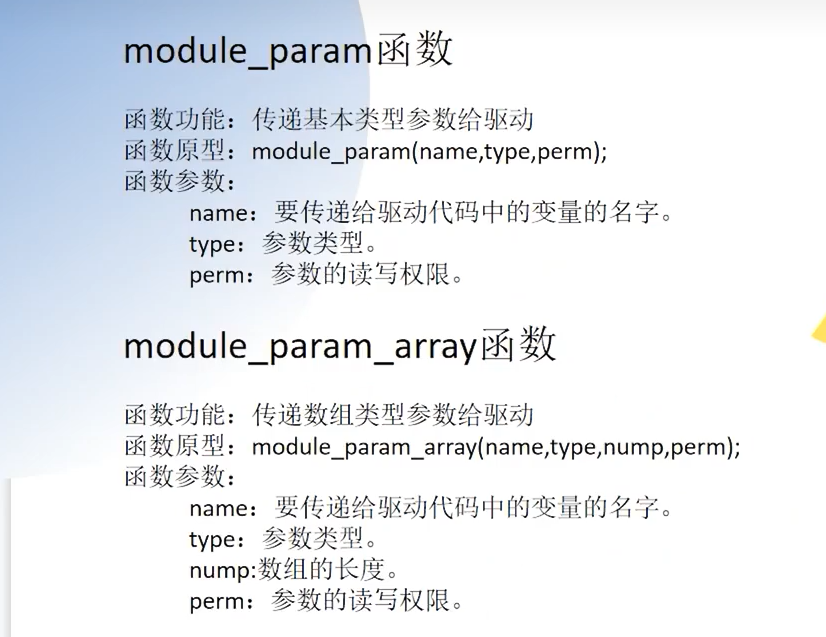 module_param函数
函数功能：传递基本类型参数给驱动
函数原型：module_param(name,type,perm);
函数参数：
name：要传递给驱动代码中的变量的名字。
type：参数类型。
perm：参数的读写权限。
module_param_array函数
函数功能：传递数组类型参数给驱动
函数原型：module_param_array(name,type,nump,perm);
函数参数：
name：要传递给驱动代码中的变量的名字。
type：参数类型。
nump:数组的长度。
perm：参数的读写权限。